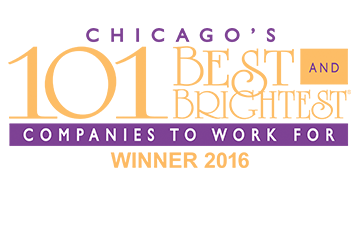 CHICAGO'S
101 BEST AND
BRIGHTEST
COMPANIES TO WORK FOR
WINNER 2016